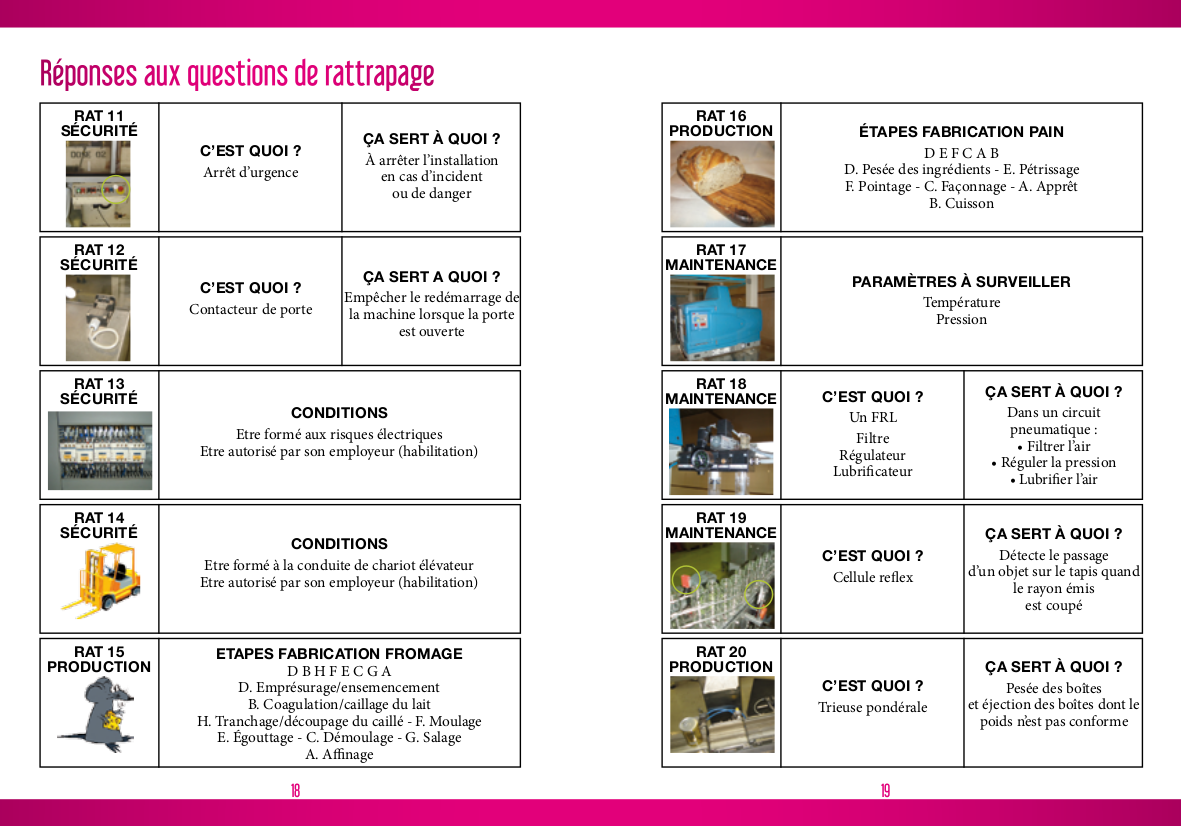 Réponses aux questions de rattrapage
RAT 11
SÉCURITÉ
C'EST QUOI ?
Arrêt d'urgence
ÇA SERT À QUOI ?
À arrêter l'installation
en cas d'incident
ou de danger
RAT 12
SÉCURITÉ
C'EST QUOI ?
Contacteur de porte
ÇA SERT A QUOI ?
Empêcher le redémarrage de
la machine lorsque la porte
est ouverte
RAT 13
SÉCURITÉ
CONDITIONS
Etre formé aux risques électriques
Etre autorisé par son employeur (habilitation)
RAT 14
SÉCURITÉ
CONDITIONS
Etre formé à la conduite de chariot élévateur
Etre autorisé par son employeur (habilitation)
RAT 15
PRODUCTION
ETAPES FABRICATION FROMAGE
D B H F E C G A
D. Emprésurage/ensemencement
B. Coagulation/caillage du lait
H. Tranchage/découpage du caillé - F. Moulage
E. Égouttage - C. Démoulage - G. Salage
A. Affinage
18
RAT 16
PRODUCTION
ÉTAPES FABRICATION PAIN
D E F C A B
D. Pesée des ingrédients - E. Pétrissage
F. Pointage - C. Façonnage - A. Apprêt
B. Cuisson
RAT 17
MAINTENANCE
PARAMÈTRES À SURVEILLER
Température
Pression
RAT 18
MAINTENANCE
C'EST QUOI ?
Un FRL
Filtre
Régulateur
Lubrificateur
ÇA SERT À QUOI ?
Dans un circuit
pneumatique :
• Filtrer l'air
• Réguler la pression
• Lubrifier l'air
RAT 19
MAINTENANCE
C'EST QUOI ?
Cellule reflex
ÇA SERT À QUOI ?
Détecte le passage
d'un objet sur le tapis quand
le rayon émis
est coupé
RAT 20
PRODUCTION
C'EST QUOI ?
Trieuse pondérale
ÇA SERT À QUOI ?
Pesée des boîtes
et éjection des boîtes dont le
poids n'est pas conforme
19